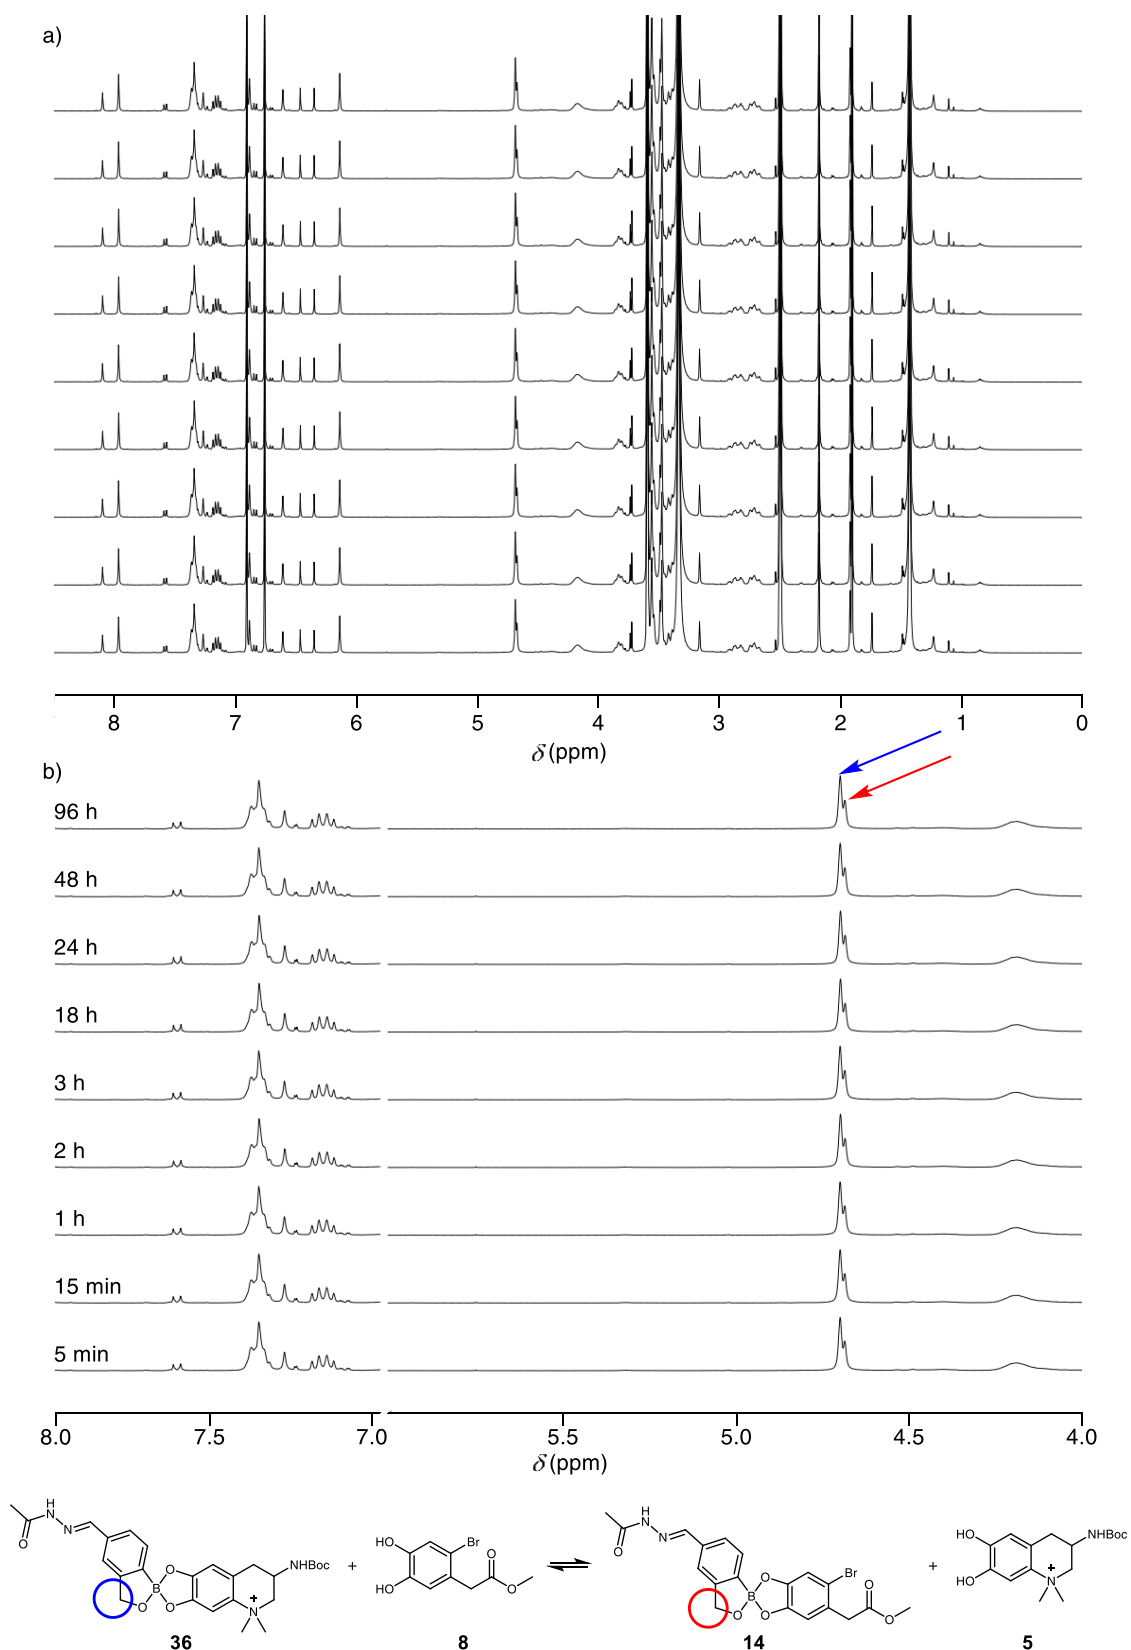 a)
8 7 6 5 4 3 2 1 0
δ (ppm)
b)
96 h
48 h
24 h
18 h
3 h
2 h
1 h
15 min
5 min
8.0 7.5 7.0 5.5 5.0 4.5 4.0
δ (ppm)
H
N
N
O
B
O
O
O
NHBoc
N
+
+
HO
HO
Br
O
O
H
N
N
O
B
O
O
O
Br
O
O
+
HO
HO
NHBoc
N
+
36 8 14 5